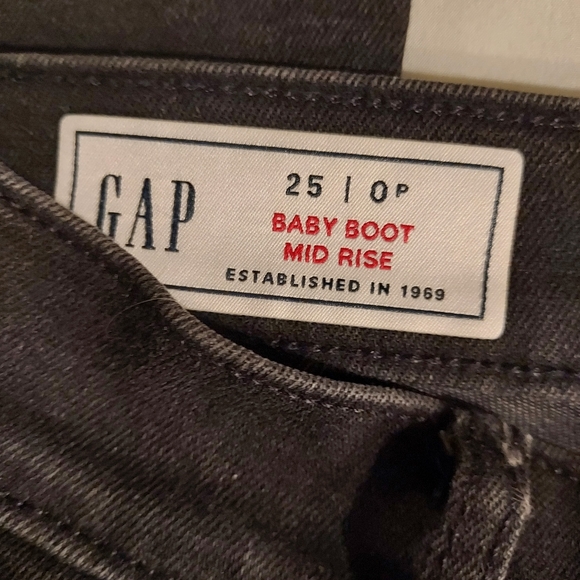 GAP
25 | 0P
BABY BOOT
MID RISE
ESTABLISHED IN 1969